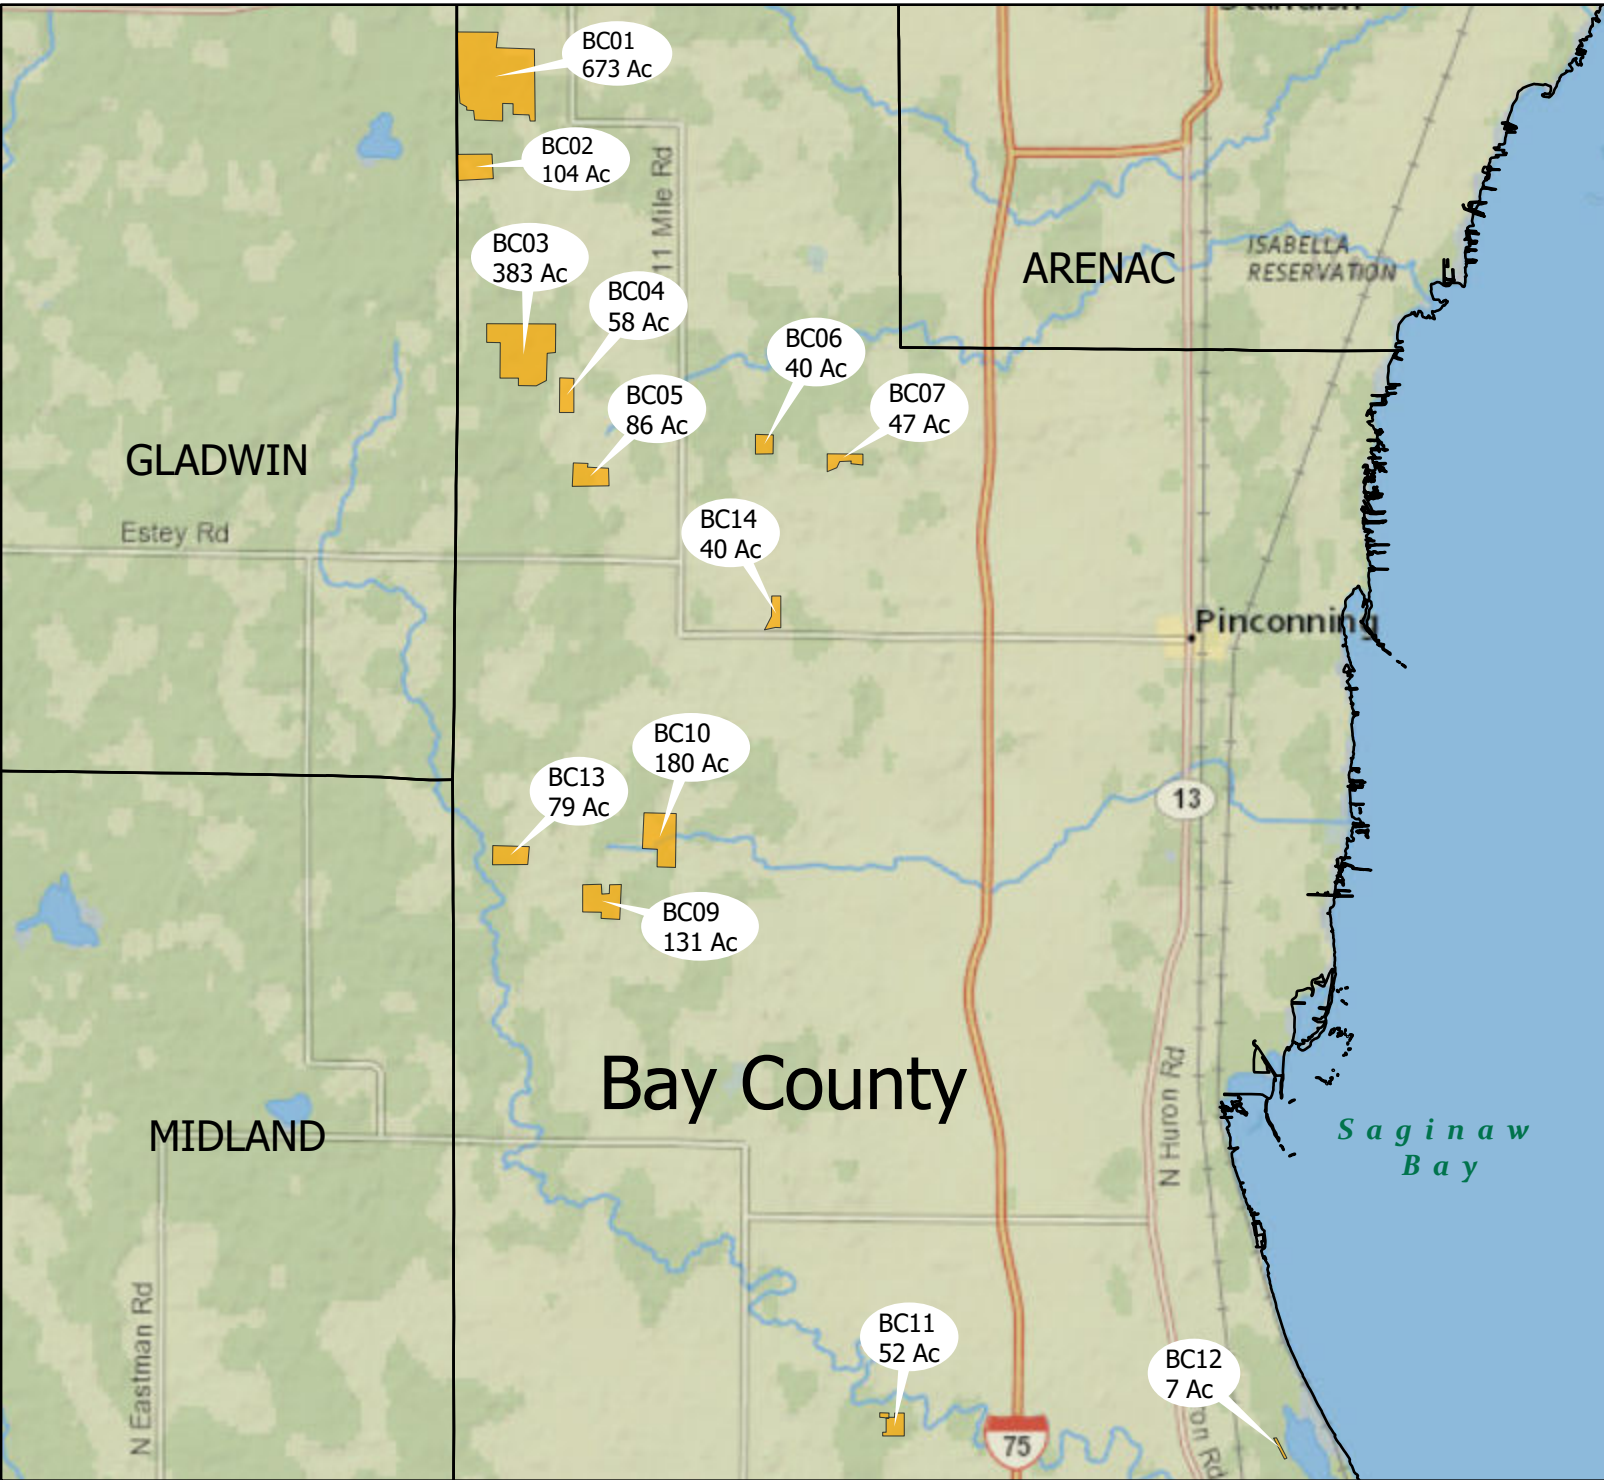 BC01
673 Ac
BC02
104 Ac
11 Mile Rd
BC03
383 Ac
ARENAC
ISABELLA
RESERVATION
BC04
58 Ac
BC06
40 Ac
BC05
86 Ac
BC07
47 Ac
GLADWIN
BC14
40 Ac
Estey Rd
Pinconning
BC10
180 Ac
BC13
79 Ac
13
BC09
131 Ac
Bay County
N Huron Rd
MIDLAND
Saginaw
Bay
N Eastman Rd
BC11
52 Ac
BC12
7 Ac
75